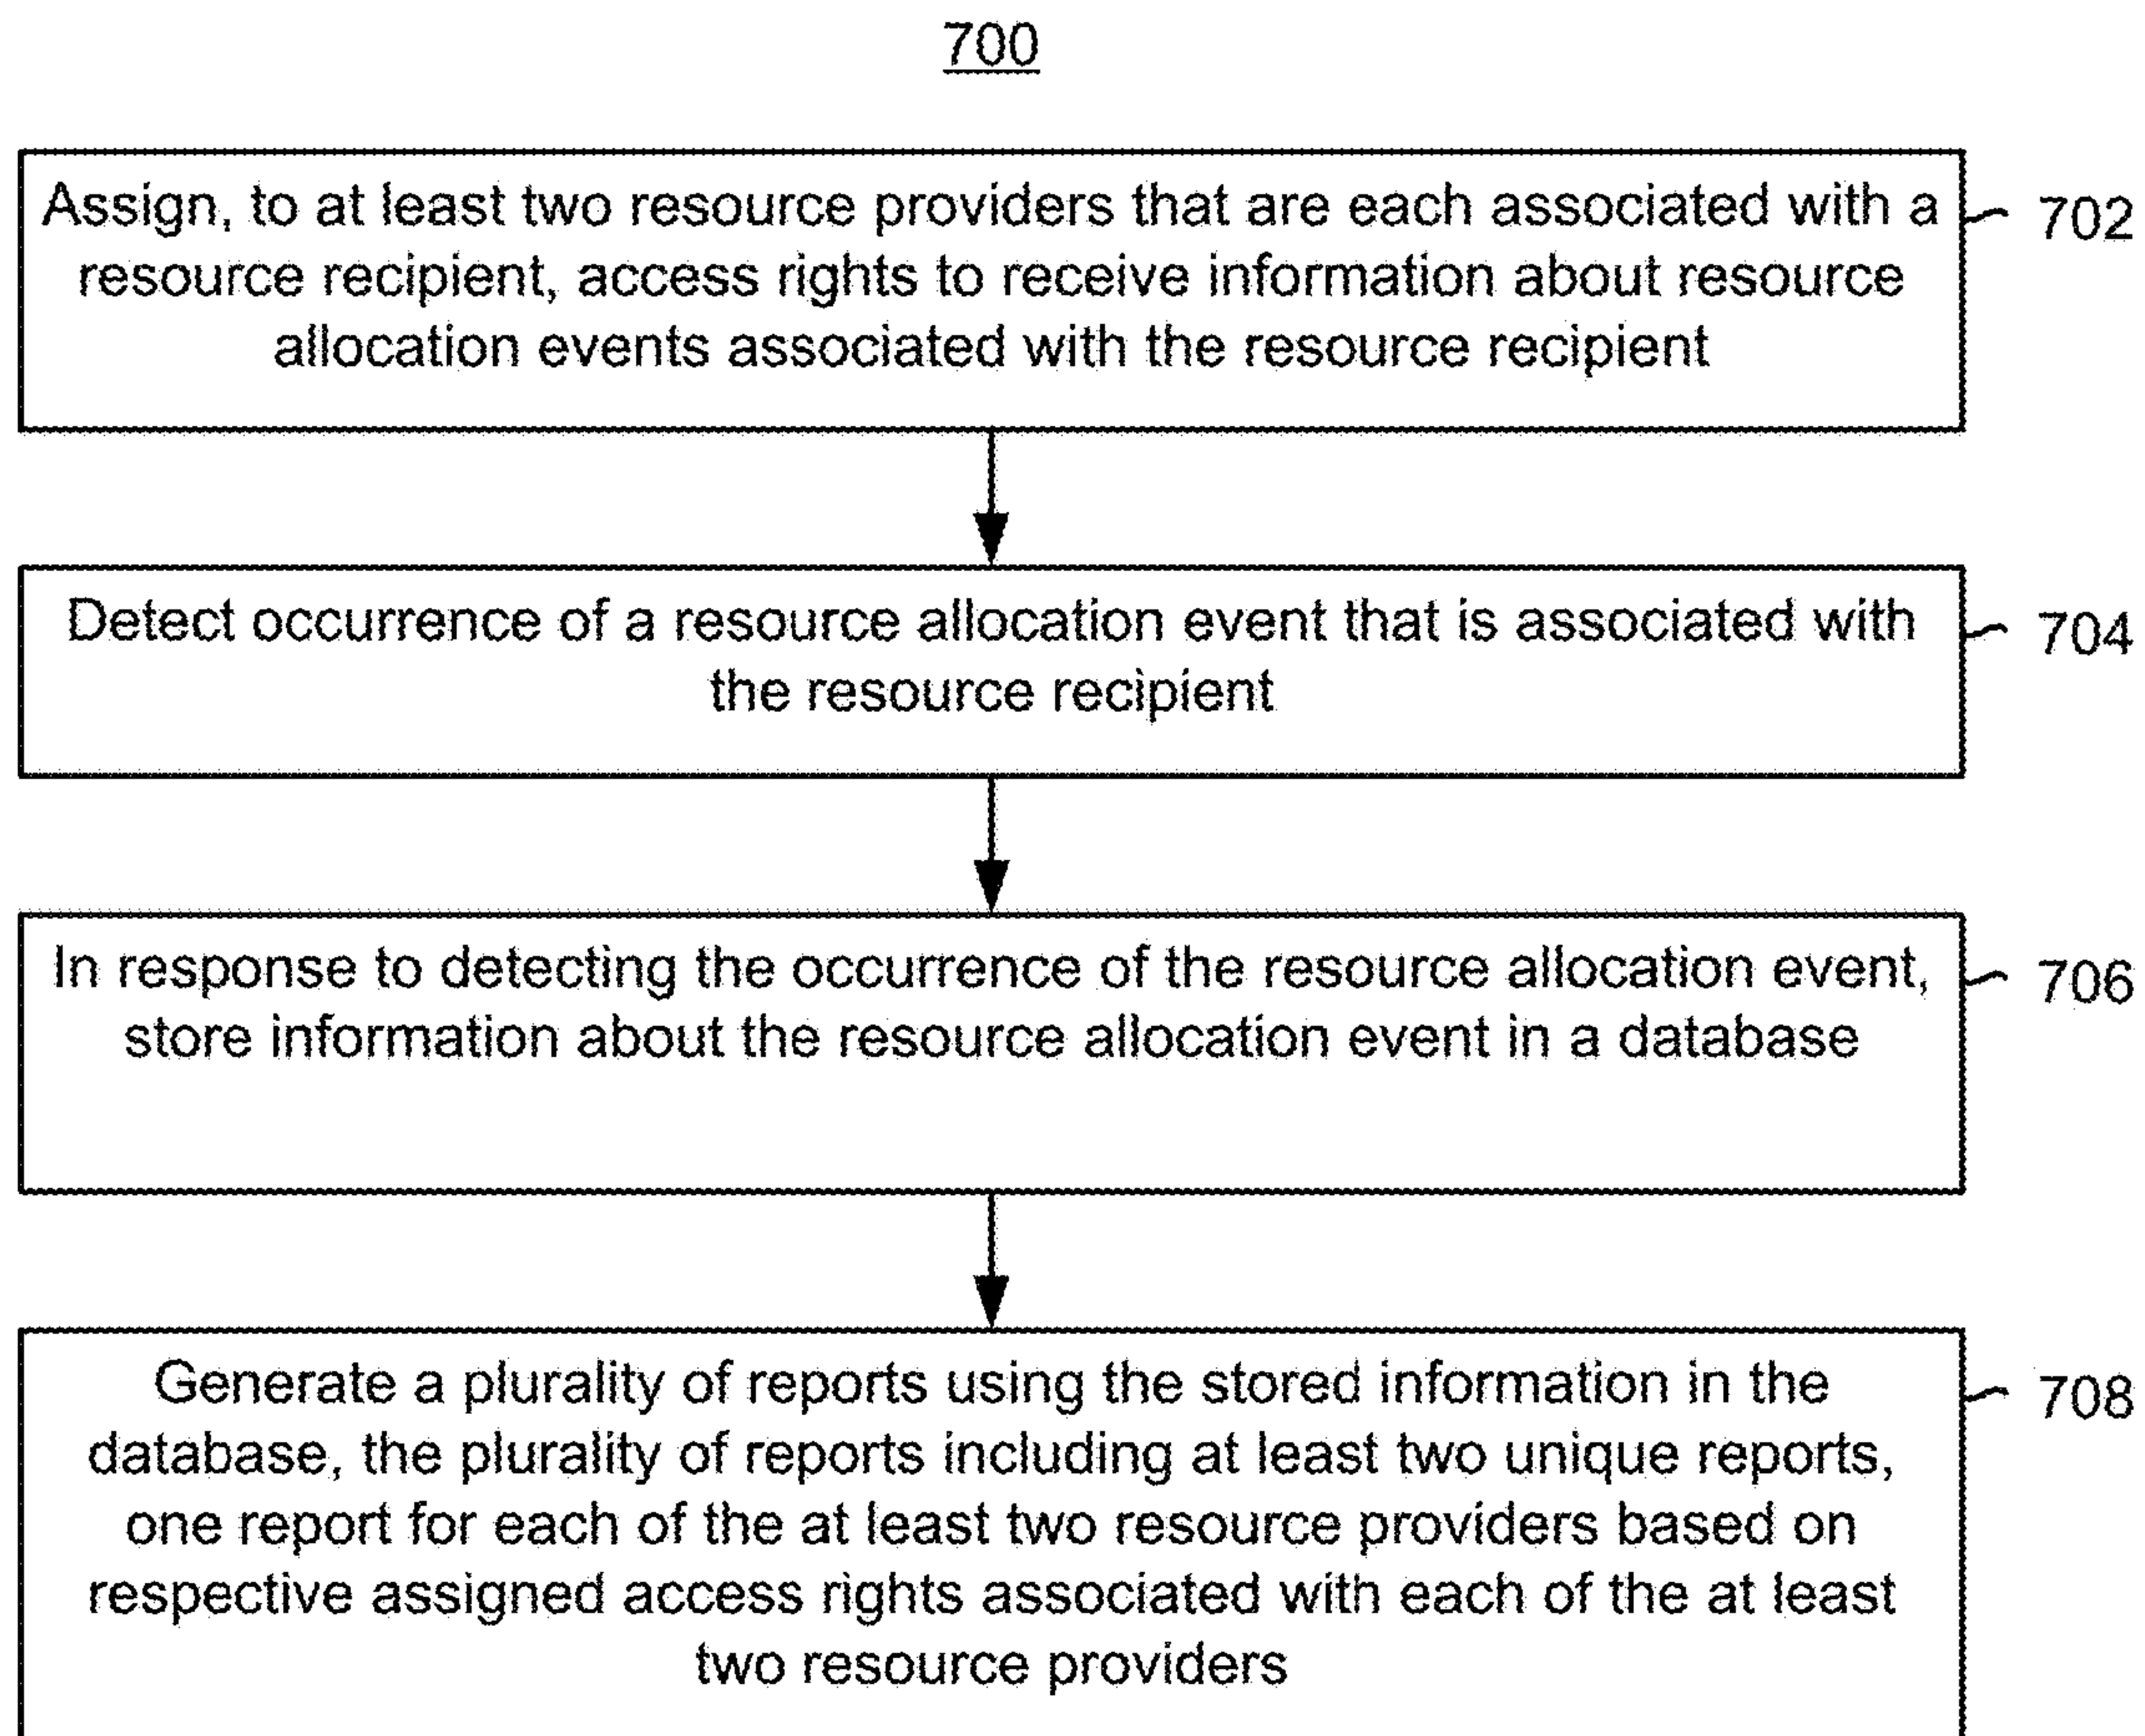 700
Assign, to at least two resource providers that are each associated with a
resource recipient, access rights to receive information about resource
allocation events associated with the resource recipient
702
Detect occurrence of a resource allocation event that is associated with
the resource recipient
704
In response to detecting the occurrence of the resource allocation event,
store information about the resource allocation event in a database
706
Generate a plurality of reports using the stored information in the
database, the plurality of reports including at least two unique reports,
one report for each of the at least two resource providers based on
respective assigned access rights associated with each of the at least
two resource providers
708